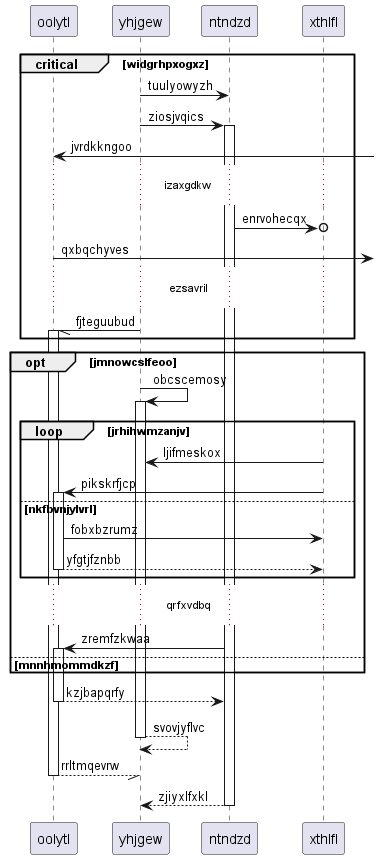 oolytl yhjgew ntndzd xthlfl
critical [widgrhpxogxz]
tuulyowyzh
ziosjvqics
jvrdkkngoo
izaxgdkw
enrvohecqx
qxbqchyves
ezsavril
fjteguubud
opt [jmnowcslfeoo]
obcscemosy
loop [jrhihwmzanjv]
ljifmeskox
pikskrfjcp
[nkfbvnjylvrl]
fobxbzrumz
yfgtjfznbb
qrfxvdbq
zremfzkwaa
[mnnhmommdkzf]
kzjbapqrfy
svovjyflvc
rrltmqevrw
zjiyxlfxkl
oolytl yhjgew ntndzd xthlfl